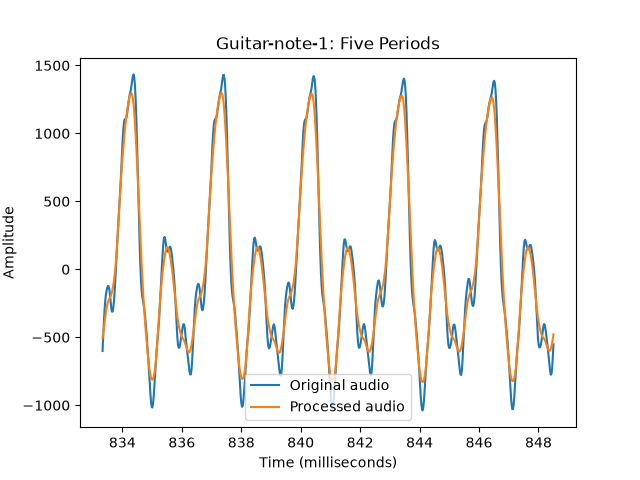 Guitar-note-1: Five Periods
Amplitude
1500
1000
500
0
−500
−1000
834
836
838
840
842
844
846
848
Time (milliseconds)
Original audio
Processed audio